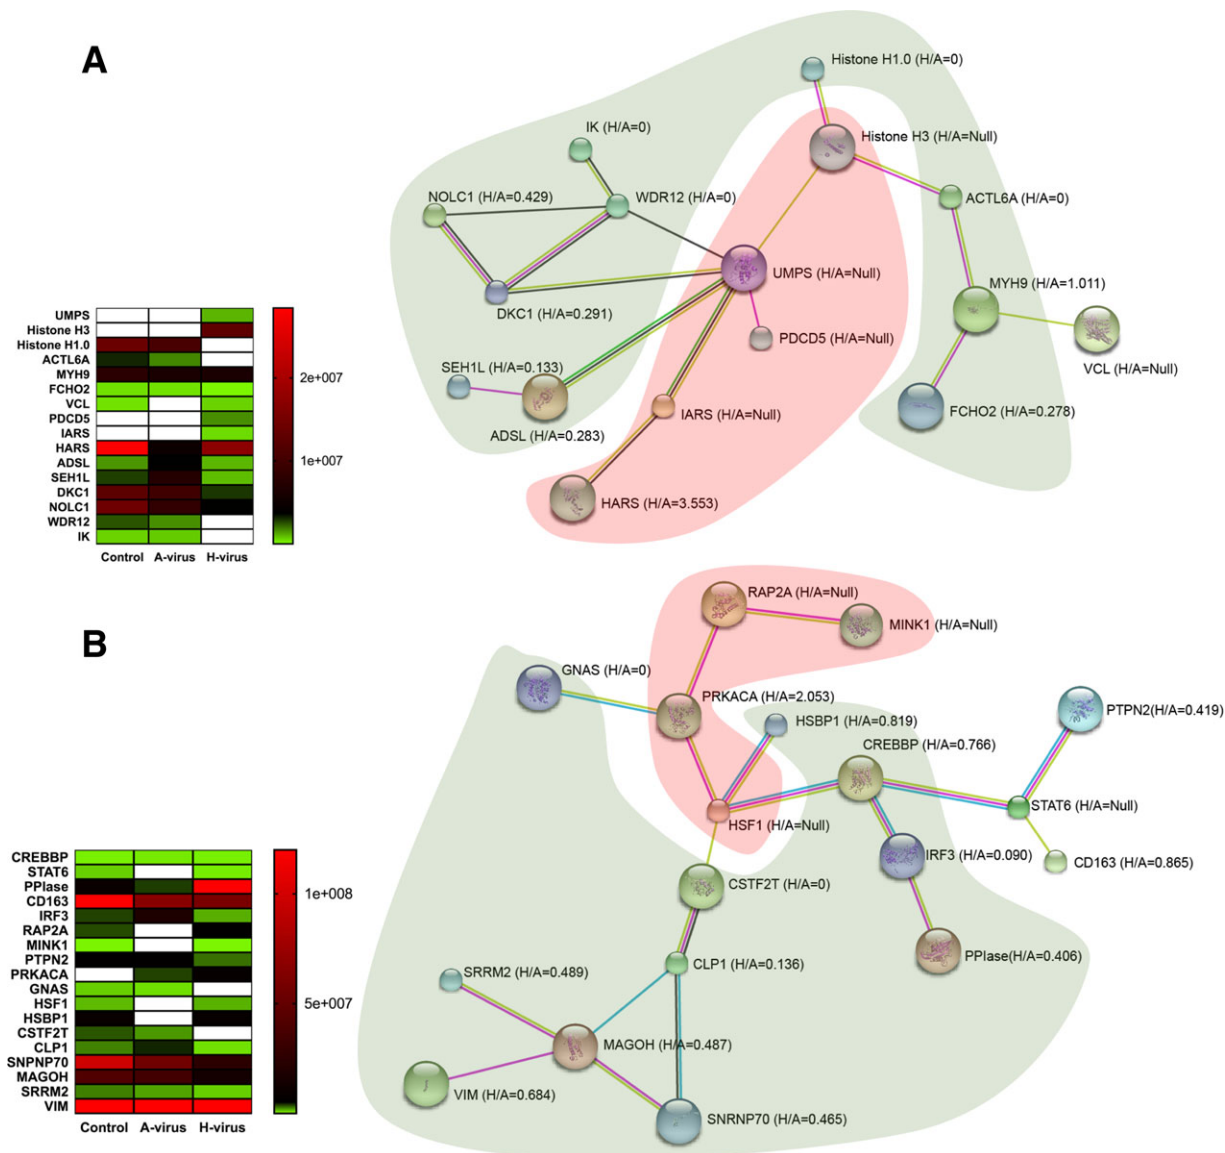 A
Histone H1.0 (H/A=0)
IK (H/A=0)
Histone H3 (H/A=Null)
NOLC1 (H/A=0.429)
WDR12 (H/A=0)
ACTL6A (H/A=0)
UMPS (H/A=Null)
MYH9 (H/A=1.011)
DKC1 (H/A=0.291)
PDCD5 (H/A=Null)
VCL (H/A=Null)
SEH1L (H/A=0.133)
IARS (H/A=Null)
FCHO2 (H/A=0.278)
ADSL (H/A=0.283)
HARS (H/A=3.553)
UMPS
Histone H3
Histone H1.0
ACTL6A
MYH9
FCHO2
VCL
PDCD5
IARS
HARS
ADSL
SEH1L
DKC1
NOLC1
WDR12
IK
Control A-virus H-virus
2e+007
1e+007
B
RAP2A (H/A=Null)
MINK1 (H/A=Null)
GNAS (H/A=0)
PRKACA (H/A=2.053)
HSBP1 (H/A=0.819)
PTPN2(H/A=0.419)
CREBBP (H/A=0.766)
STAT6 (H/A=Null)
HSF1 (H/A=Null)
IRF3 (H/A=0.090)
CD163 (H/A=0.865)
CSTF2T (H/A=0)
PPIase(H/A=0.406)
CLP1 (H/A=0.136)
SRRM2 (H/A=0.489)
MAGOH (H/A=0.487)
VIM (H/A=0.684)
SNRNP70 (H/A=0.465)
CREBBP
STAT6
PPIase
CD163
IRF3
RAP2A
MINK1
PTPN2
PRKACA
GNAS
HSF1
HSBP1
CSTF2T
CLP1
SNPNP70
MAGOH
SRRM2
VIM
Control A-virus H-virus
1e+008
5e+007